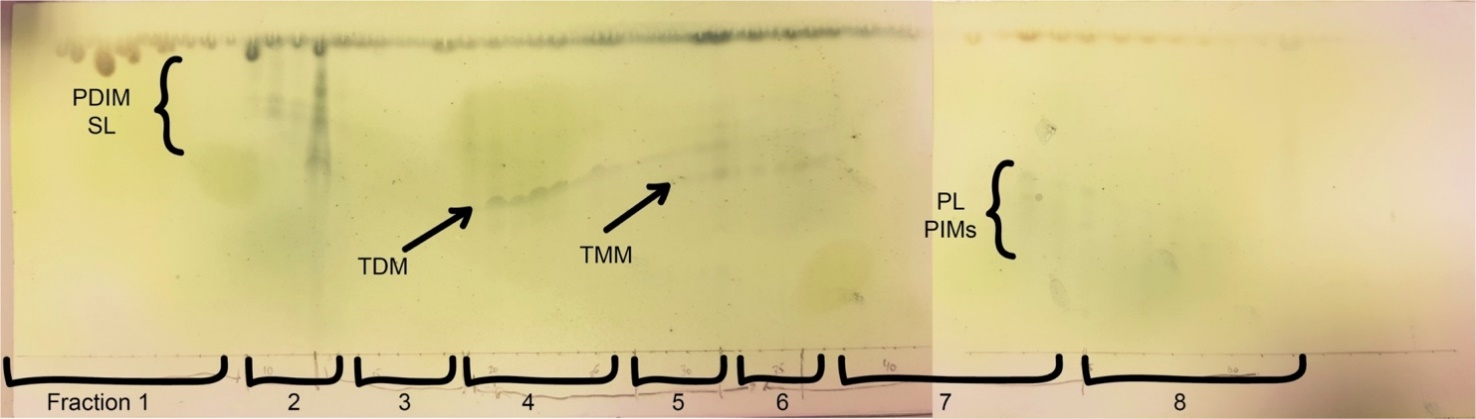 PDIM
SL
TDM
TMM
PL
PIMs
Fraction 1 2 3 4 5 6 7 8